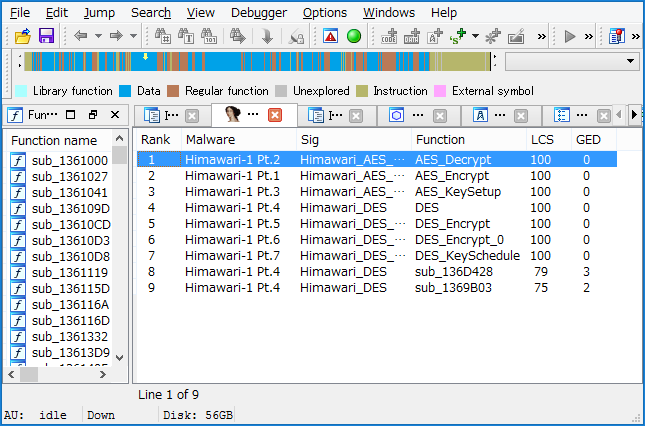 File Edit Jump Search View Debugger Options Windows Help
Library function Data Regular function Unexplored Instruction External symbol
Fun···
I···
···
I···
···
···
···
Function name
sub_1361000
sub_1361027
sub_1361041
sub_136109D
sub_13610CD
sub_13610D3
sub_13610D8
sub_1361119
sub_136115D
sub_136116A
sub_136116D
sub_1361332
sub_13613D9
Rank Malware Sig Function LCS GED
1 Himawari-1 Pt.2 Himawari_AES_··· AES_Decrypt 100 0
2 Himawari-1 Pt.1 Himawari_AES_··· AES_Encrypt 100 0
3 Himawari-1 Pt.3 Himawari_AES_··· AES_KeySetup 100 0
4 Himawari-1 Pt.4 Himawari_DES DES 100 0
5 Himawari-1 Pt.5 Himawari_DES_··· DES_Encrypt 100 0
6 Himawari-1 Pt.6 Himawari_DES_··· DES_Encrypt_0 100 0
7 Himawari-1 Pt.7 Himawari_DES_··· DES_KeySchedule 100 0
8 Himawari-1 Pt.4 Himawari_DES sub_136D428 79 3
9 Himawari-1 Pt.4 Himawari_DES sub_1369B03 75 2
Line 1 of 9
AU: idle Down Disk: 56GB